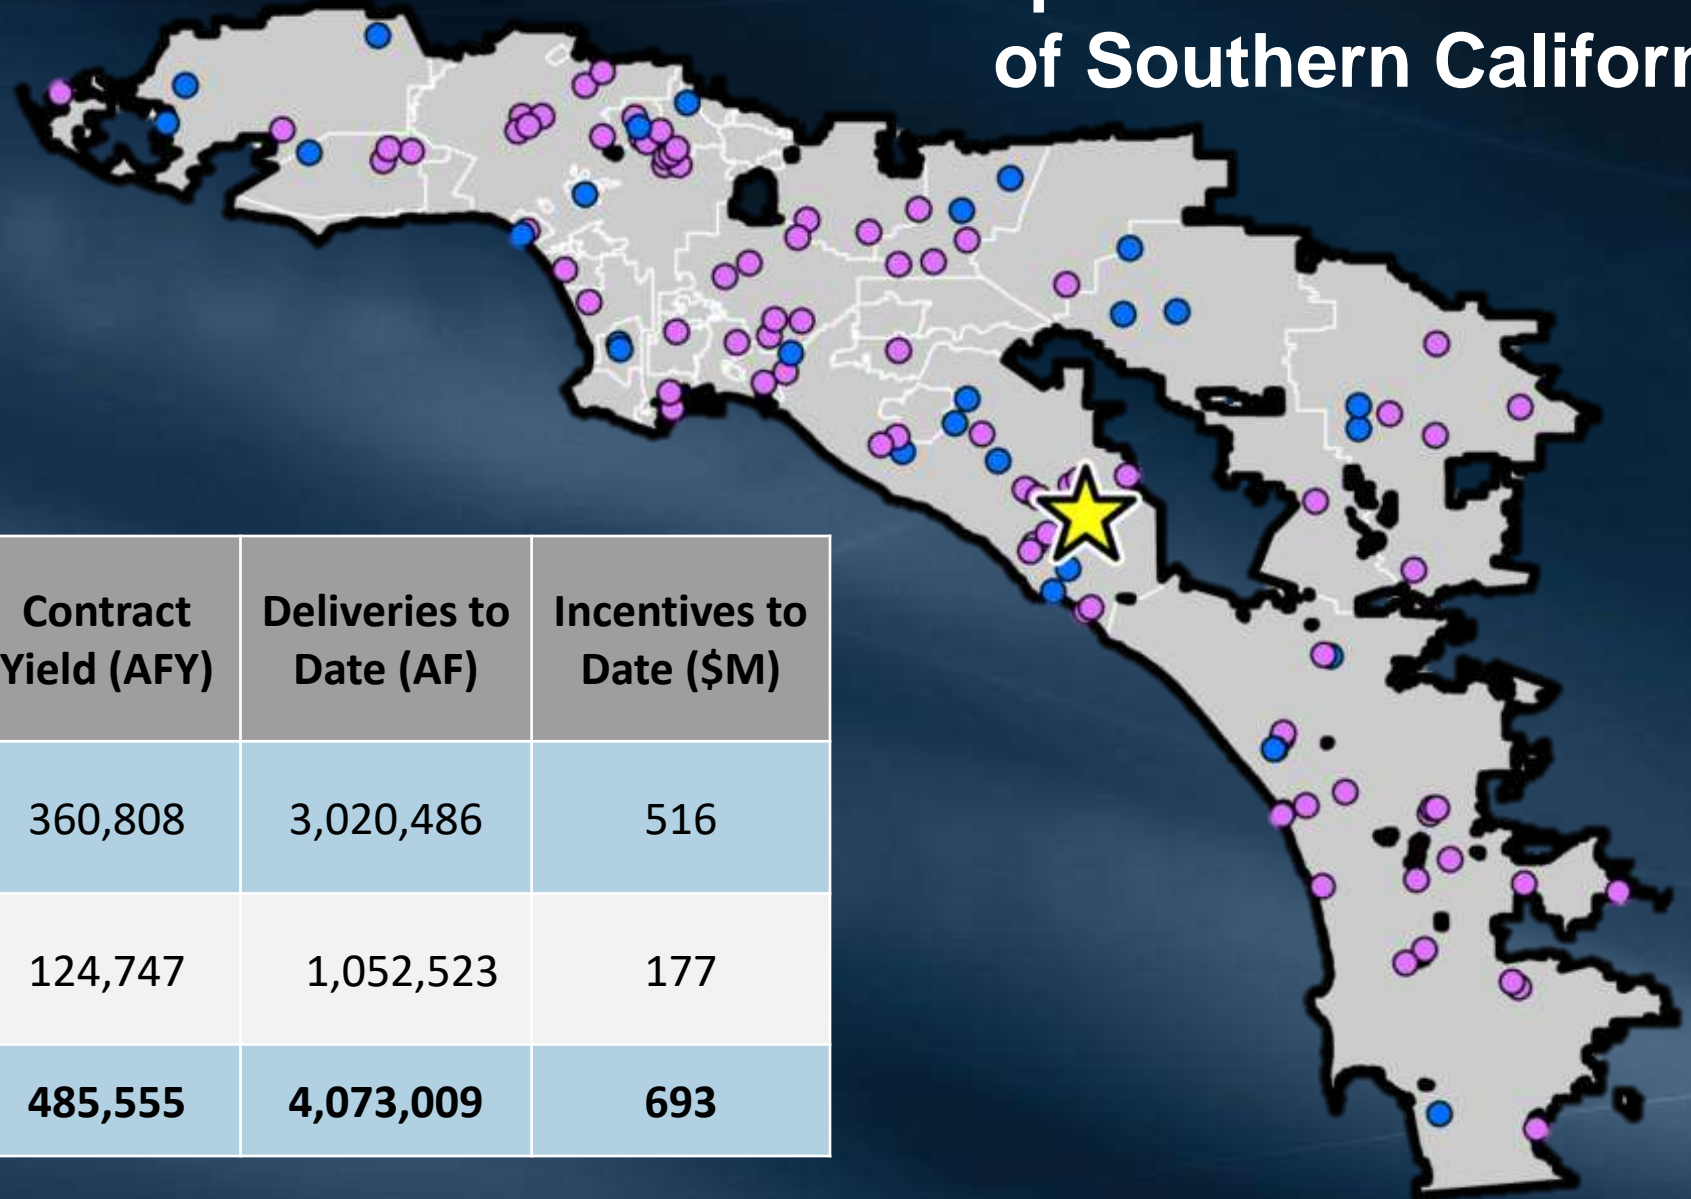 of Southern Californ
Contract Yield (AFY) Deliveries to Date (AF) Incentives to Date ($M)
360,808 3,020,486 516
124,747 1,052,523 177
485,555 4,073,009 693